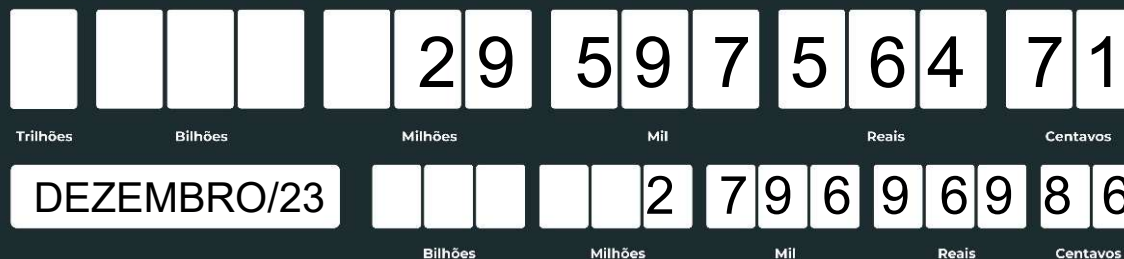 29 597 564 71
Trilhões Bilhões Milhões Mil Reais Centavos
DEZEMBRO/23 2 796 969 86
Bilhões Milhões Mil Reais Centavos